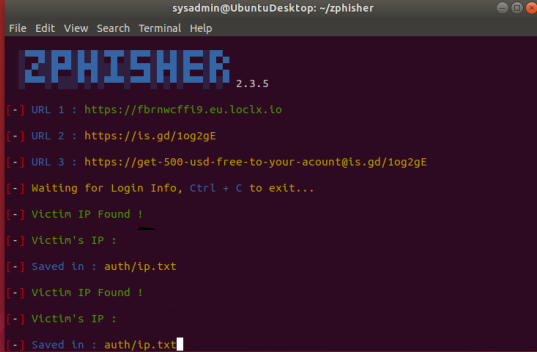 sysadmin@UbuntuDesktop: ~/zphisher
File Edit View Search Terminal Help
ZPHISHER 2.3.5
[-] URL 1 : https://fbrnwcffi9.eu.loclx.io
[-] URL 2 : https://is.gd/1og2gE
[-] URL 3 : https://get-500-usd-free-to-your-acount@is.gd/1og2gE
[-] Waiting for Login Info, Ctrl + C to exit...
[-] Victim IP Found !
[-] Victim's IP :
[-] Saved in : auth/ip.txt
[-] Victim IP Found !
[-] Victim's IP :
[-] Saved in : auth/ip.txt